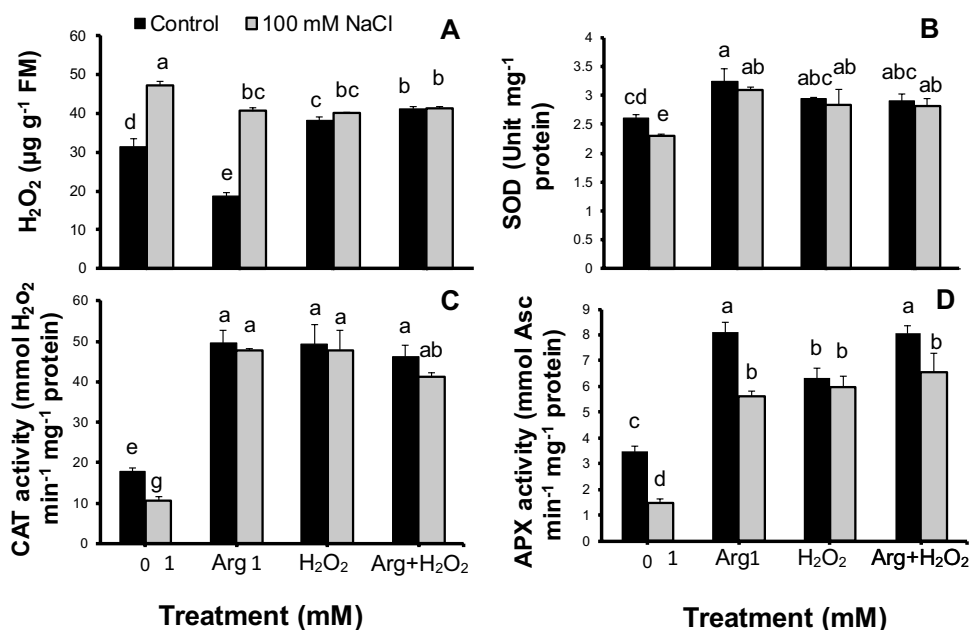 Control 100 mM NaCl
A
H₂O₂ (µg g⁻¹ FM)
60
50
40
30
20
10
0
d a e bc c bc b b
B
SOD (Unit mg⁻¹
protein)
4
3.5
3
2.5
2
1.5
1
0.5
0
cd e a ab abc ab abc ab
C
CAT activity (mmol H₂O₂
min⁻¹ mg⁻¹ protein)
60
50
40
30
20
10
0
e g a a a a a ab
0 1 Arg 1 H₂O₂ Arg+H₂O₂
Treatment (mM)
D
APX activity (mmol Asc
min⁻¹ mg⁻¹ protein)
9
8
7
6
5
4
3
2
1
0
c d a b b b a b
0 1 Arg1 H₂O₂ Arg+H₂O₂
Treatment (mM)